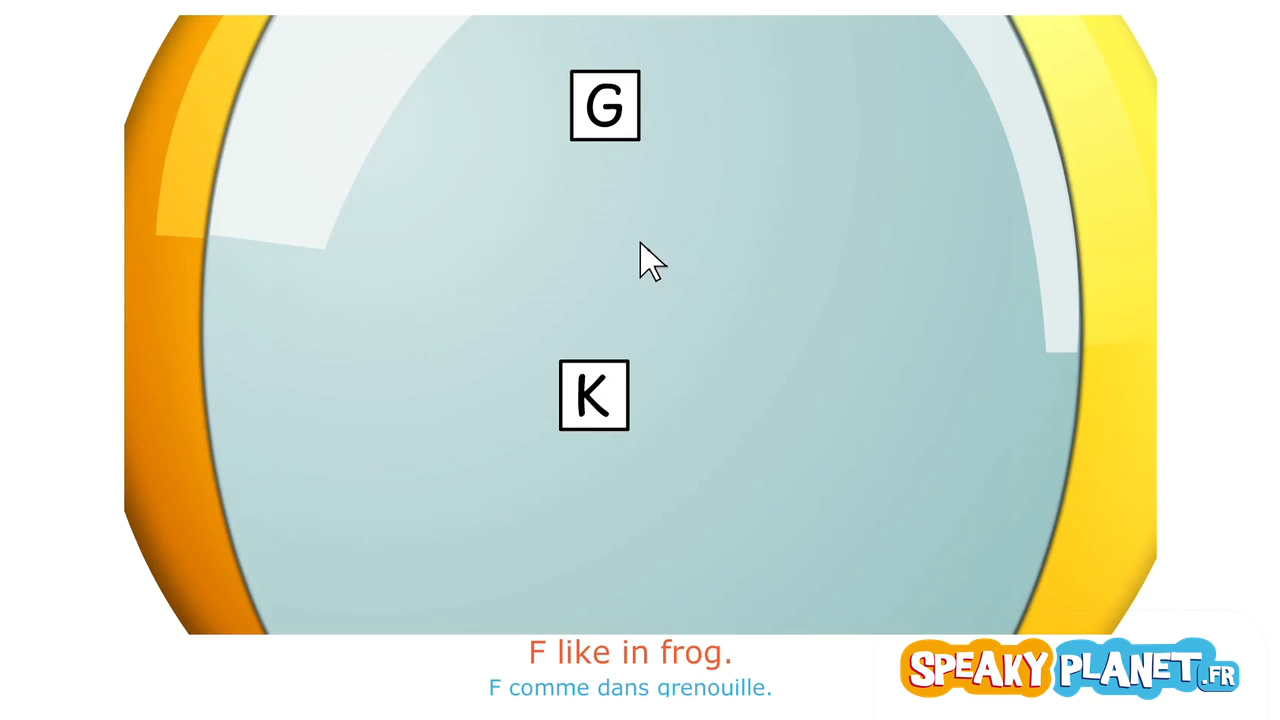 G
K
F like in frog.
F comme dans grenouille.
SPEAKY PLANET.FR